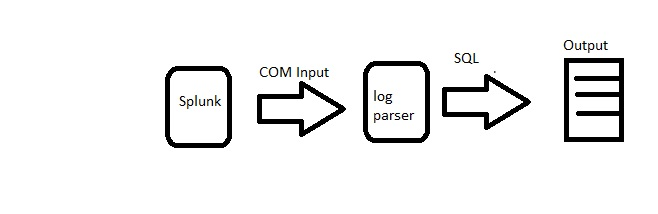 Splunk
COM Input
log
parser
SQL
Output